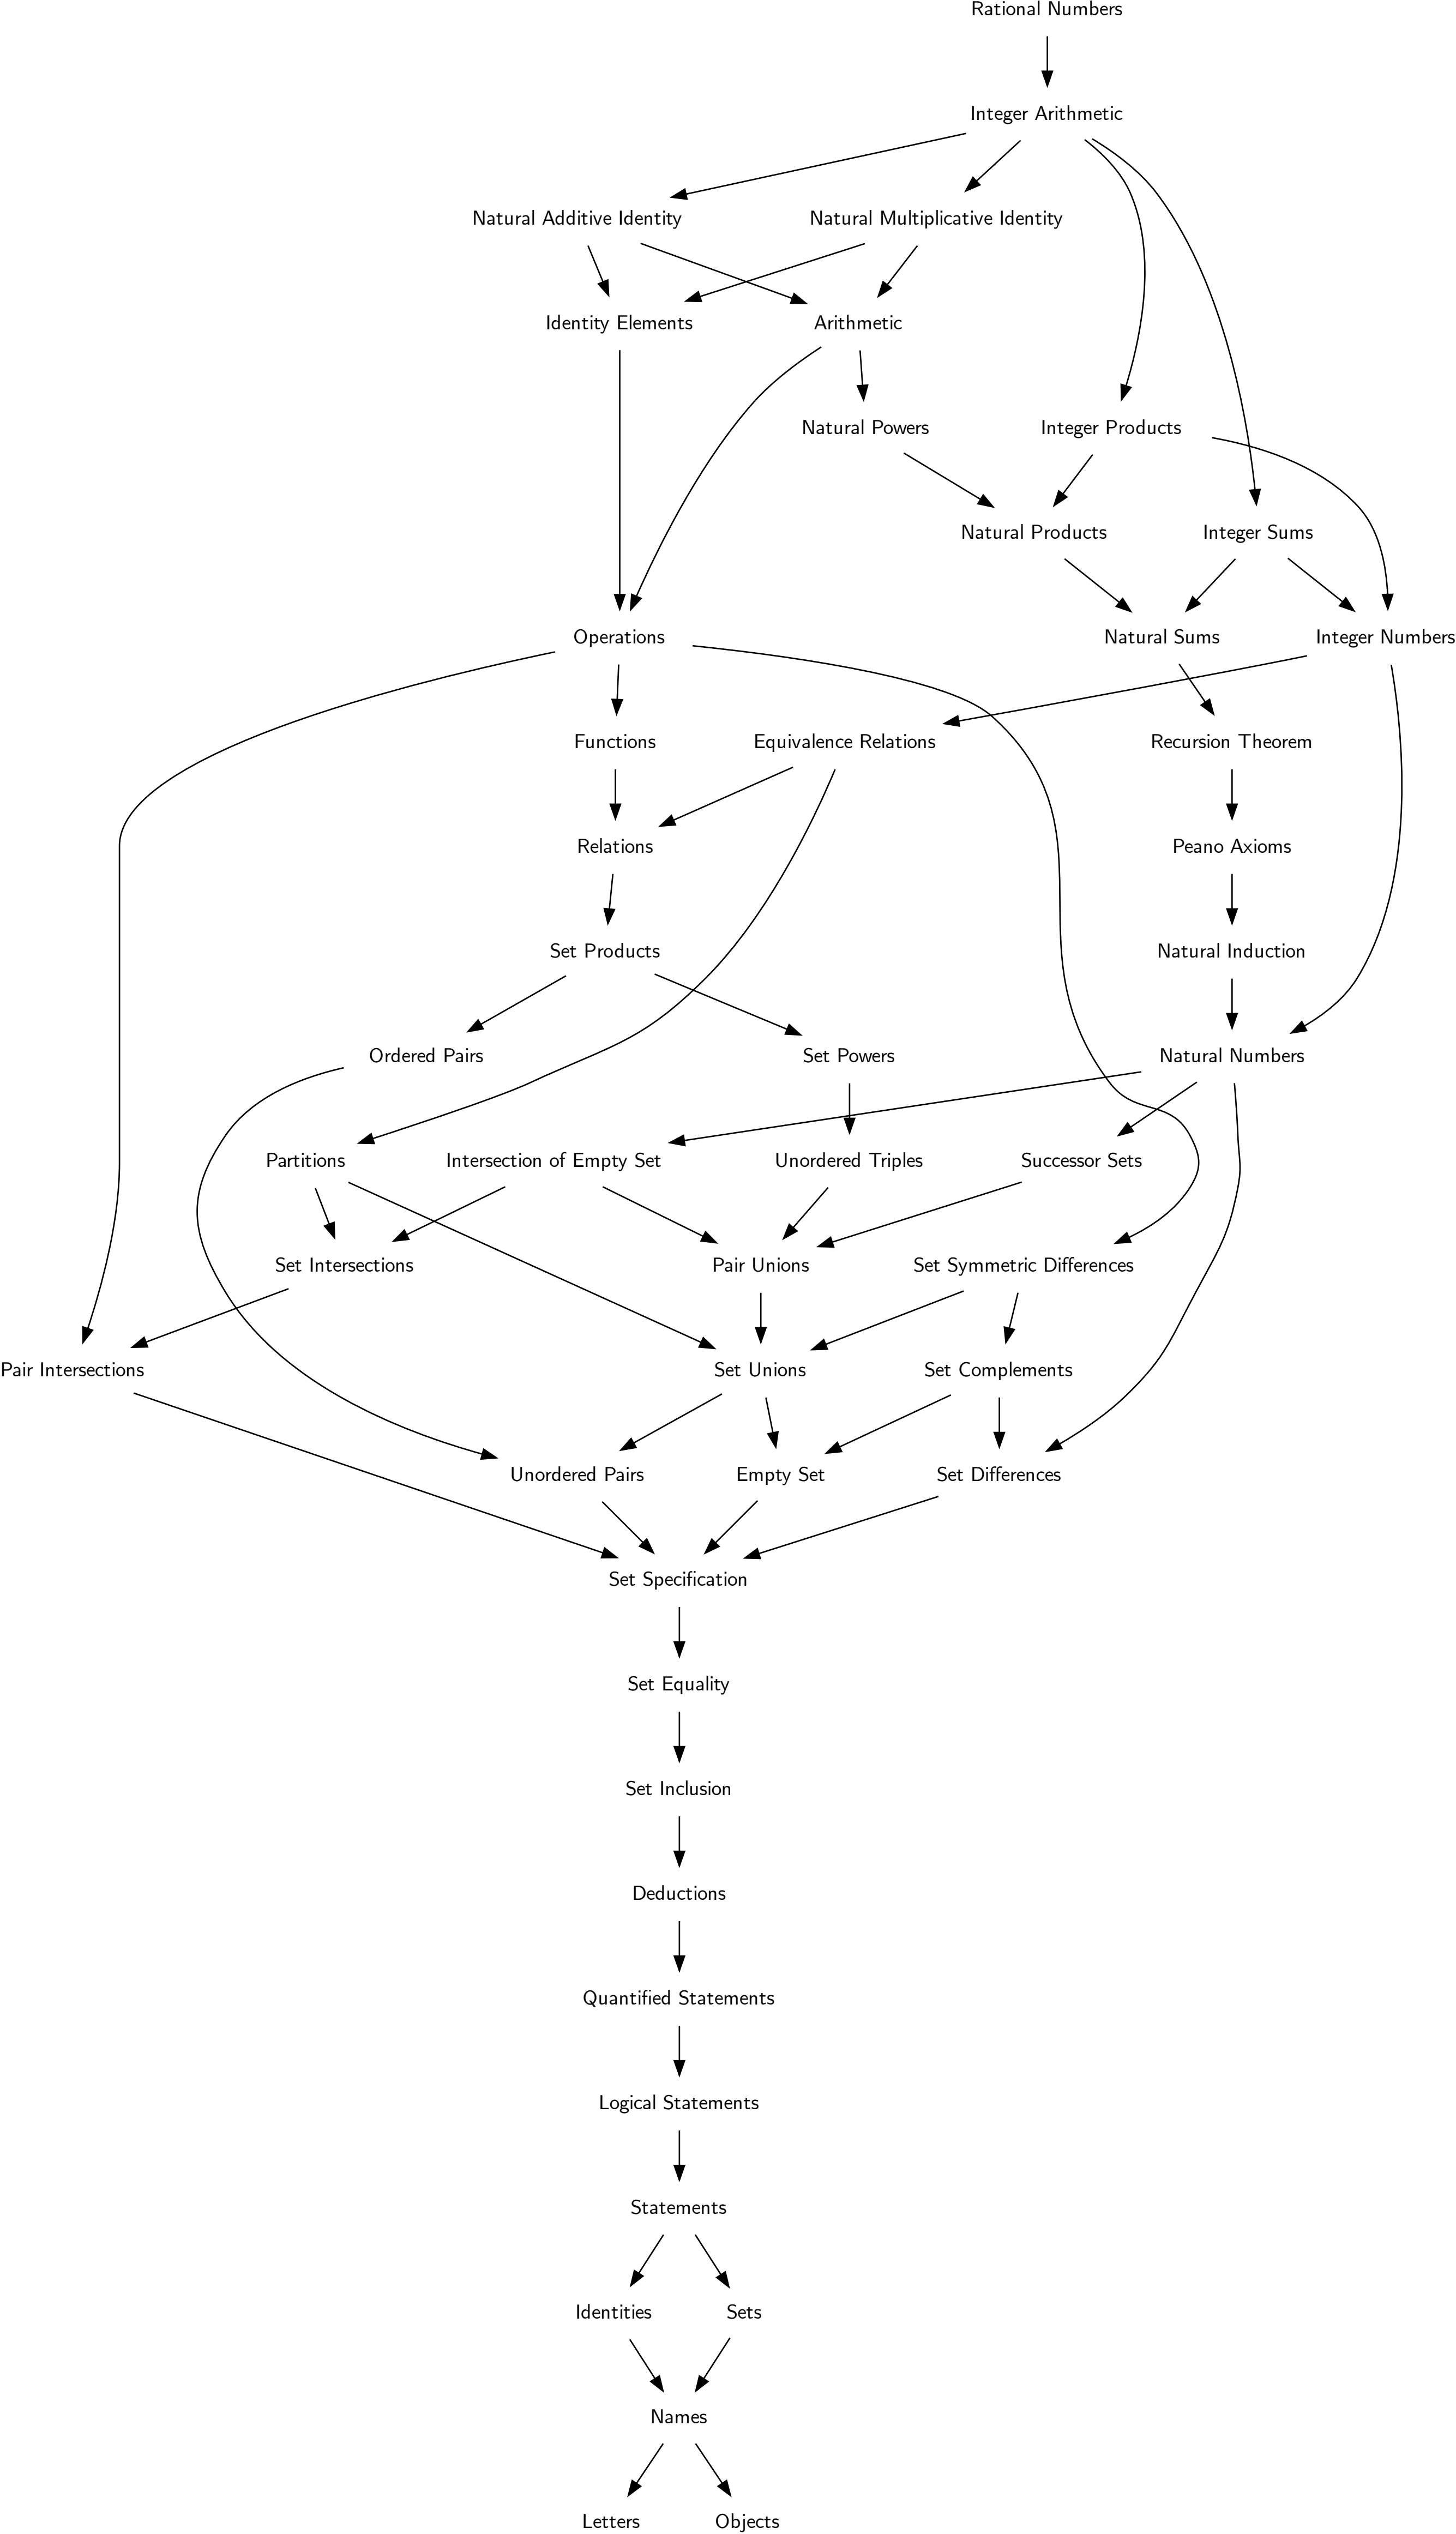 Rational Numbers
Integer Arithmetic
Natural Additive Identity
Natural Multiplicative Identity
Identity Elements
Arithmetic
Natural Powers
Integer Products
Natural Products
Integer Sums
Operations
Natural Sums
Integer Numbers
Functions
Equivalence Relations
Recursion Theorem
Relations
Peano Axioms
Set Products
Natural Induction
Ordered Pairs
Set Powers
Natural Numbers
Partitions
Intersection of Empty Set
Unordered Triples
Successor Sets
Set Intersections
Pair Unions
Set Symmetric Differences
Pair Intersections
Set Unions
Set Complements
Unordered Pairs
Empty Set
Set Differences
Set Specification
Set Equality
Set Inclusion
Deductions
Quantified Statements
Logical Statements
Statements
Identities
Sets
Names
Letters
Objects